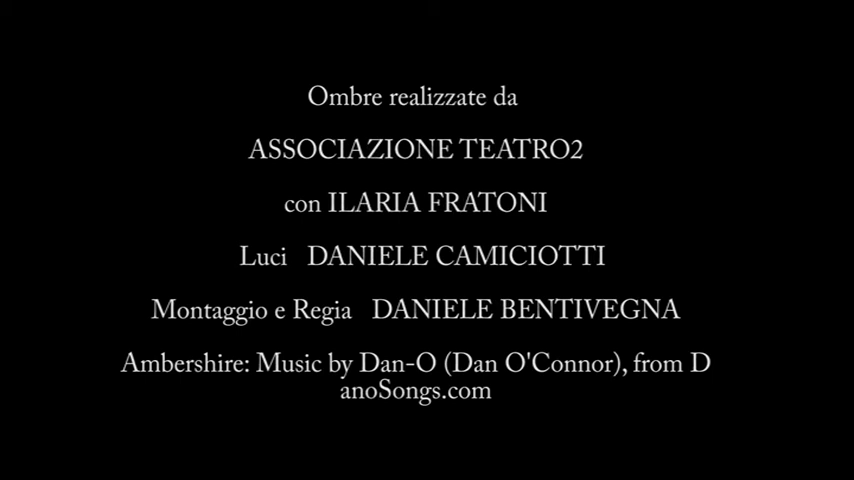 Ombre realizzate da
ASSOCIAZIONE TEATRO2
con ILARIA FRATONI
Luci DANIELE CAMICIOTTI
Montaggio e Regia DANIELE BENTIVEGNA
Ambershire: Music by Dan-O (Dan O'Connor), from D
anoSongs.com